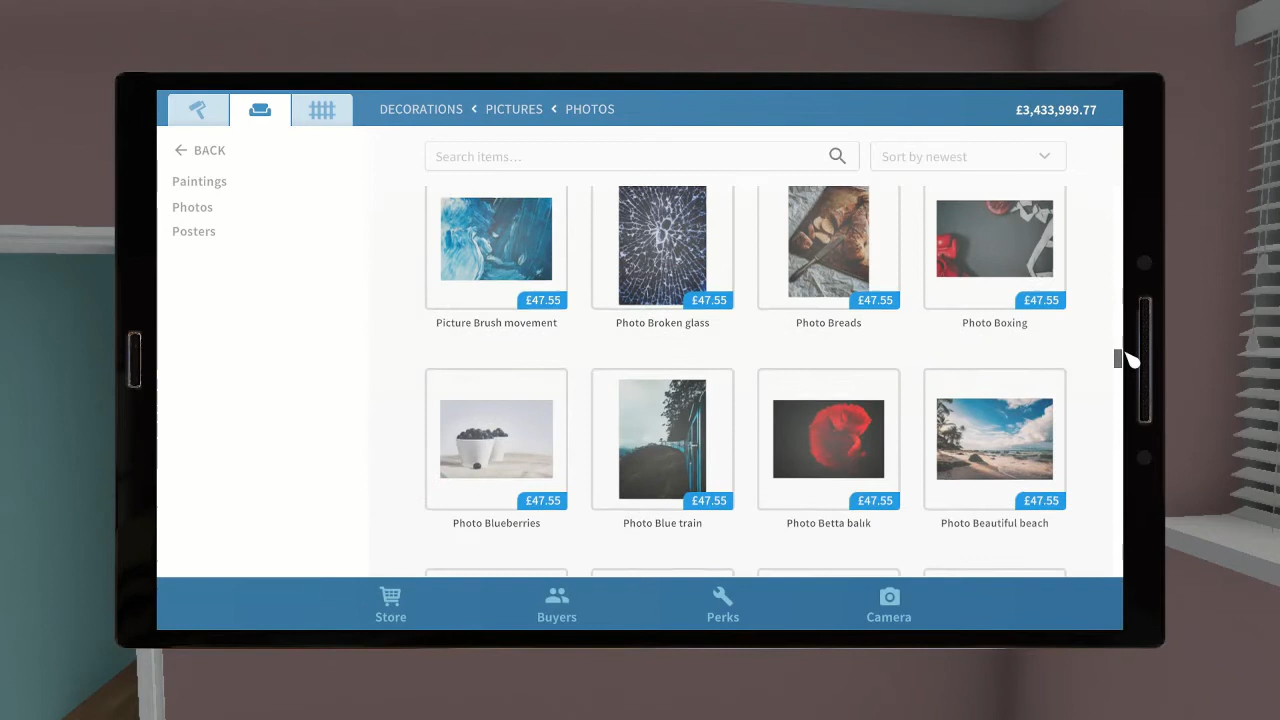 DECORATIONS < PICTURES < PHOTOS
£3,433,999.77
BACK
Search items...
Sort by newest
Paintings
Photos
Posters
£47.55
£47.55
£47.55
£47.55
Picture Brush movement
Photo Broken glass
Photo Breads
Photo Boxing
£47.55
£47.55
£47.55
£47.55
Photo Blueberries
Photo Blue train
Photo Betta balık
Photo Beautiful beach
Store
Buyers
Perks
Camera